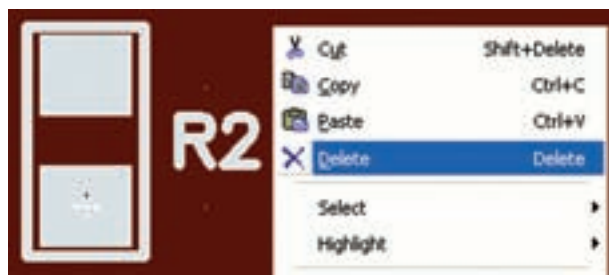 R2
Cut Shift+Delete
Copy Ctrl+C
Paste Ctrl+V
Delete Delete
Select
Highlight